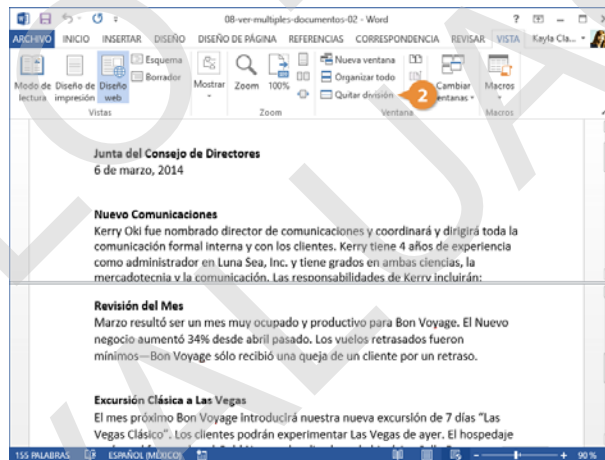 08-ver-multiples-documentos-02 - Word
ARCHIVO INICIO INSERTAR DISEÑO DISEÑO DE PÁGINA REFERENCIAS CORRESPONDENCIA REVISAR VISTA Kayla Cla...
Modo de lectura
Diseño de impresión
Diseño web
Esquema
Borrador
Vistas
Mostrar
Zoom
100%
Zoom
Nueva ventana
Organizar todo
Quitar división
2
Cambiar
entanas
Ventana
Macros
Macros
Junta del Consejo de Directores
6 de marzo, 2014
Nuevo Comunicaciones
Kerry Oki fue nombrado director de comunicaciones y coordinará y dirigirá toda la
comunicación formal interna y con los clientes. Kerry tiene 4 años de experiencia
como administrador en Luna Sea, Inc. y tiene grados en ambas ciencias, la
mercadotecnia y la comunicación. Las responsabilidades de Kerry incluirán:
Revisión del Mes
Marzo resultó ser un mes muy ocupado y productivo para Bon Voyage. El Nuevo
negocio aumentó 34% desde abril pasado. Los vuelos retrasados fueron
mínimos—Bon Voyage sólo recibió una queja de un cliente por un retraso.
Excursión Clásica a Las Vegas
El mes próximo Bon Voyage introducirá nuestra nueva excursión de 7 días "Las
Vegas Clásico". Los clientes podrán experimentar Las Vegas de ayer. El hospedaje
155 PALABRAS ESPAÑOL (MÉXICO) 90 %